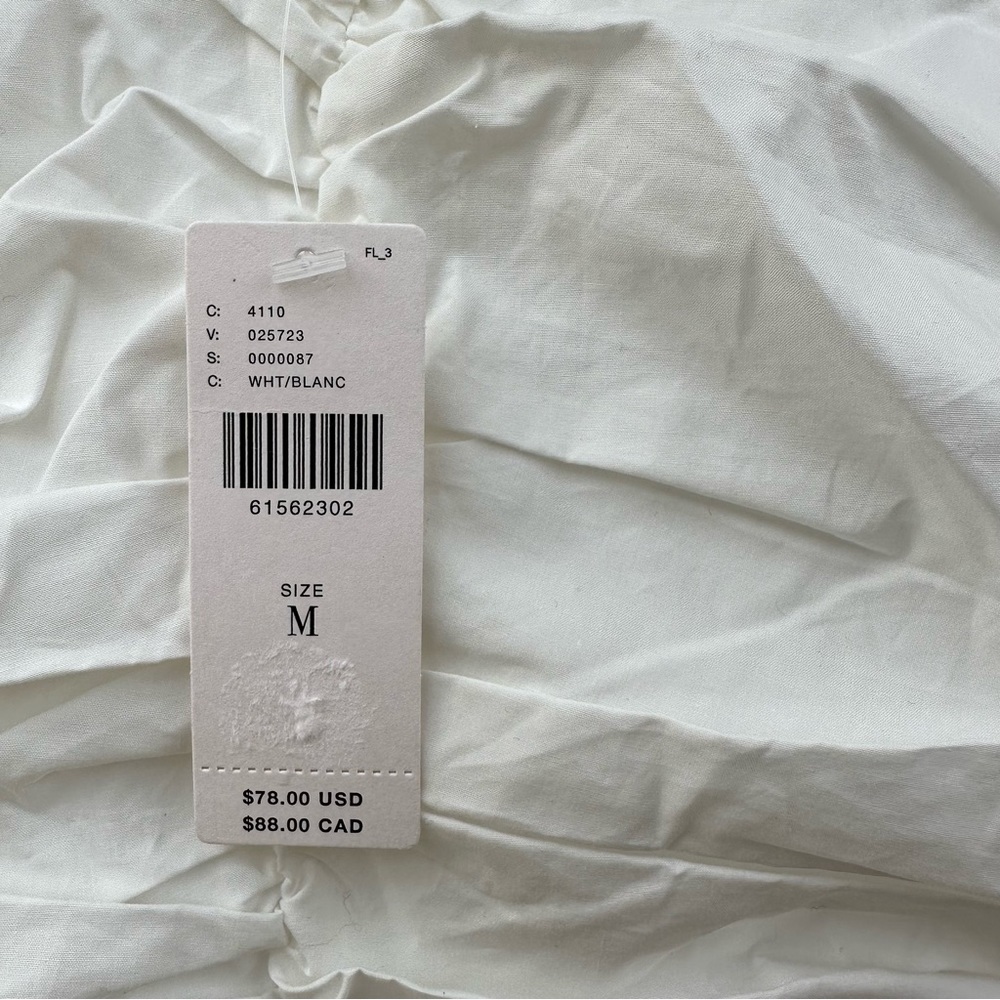 FL_3
C: 4110
V: 025723
S: 0000087
C: WHT/BLANC
61562302
SIZE
M
$78.00 USD
$88.00 CAD